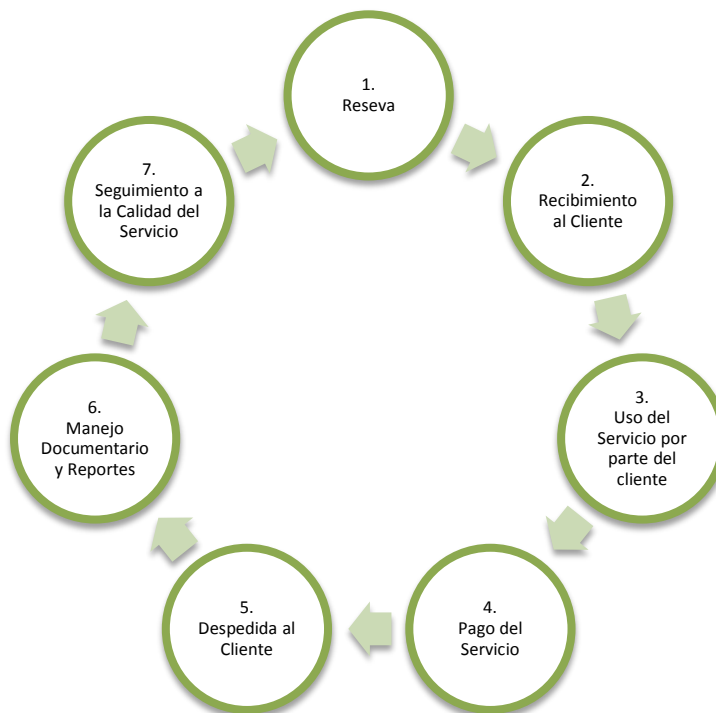 1.
Reseva
2.
Recibimiento
al Cliente
3.
Uso del
Servicio por
parte del
cliente
4.
Pago del
Servicio
5.
Despedida al
Cliente
6.
Manejo
Documentario
y Reportes
7.
Seguimiento a
la Calidad del
Servicio